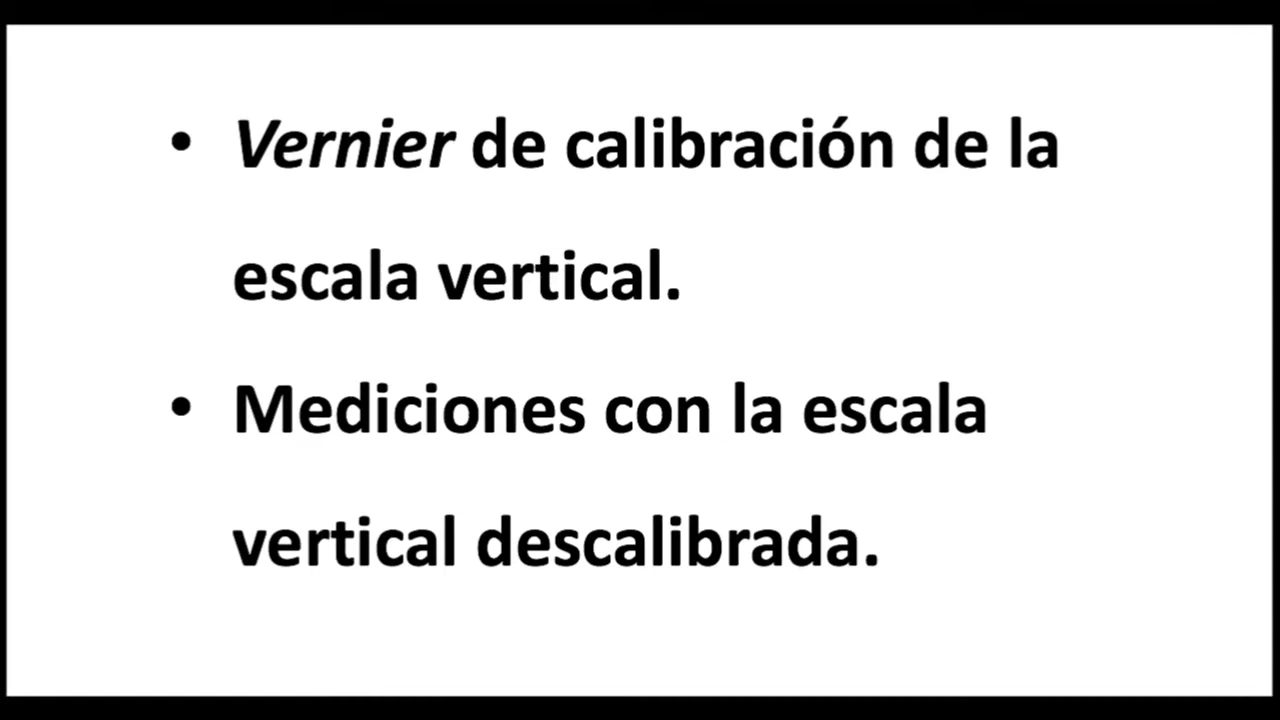 • Vernier de calibración de la
escala vertical.
• Mediciones con la escala
vertical descalibrada.